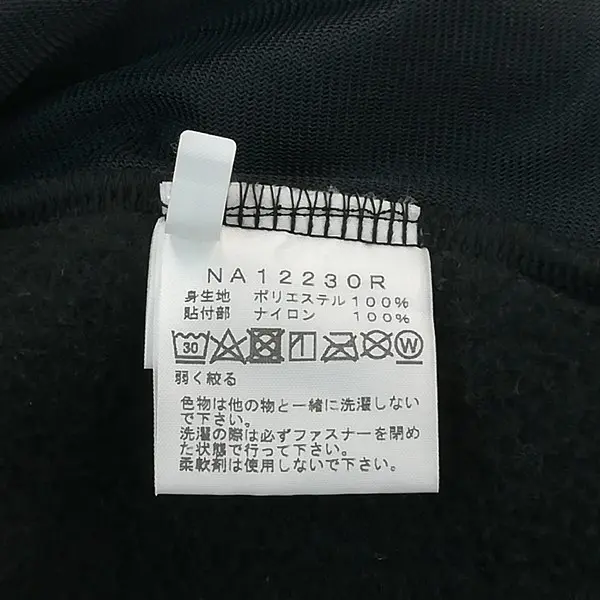 NA12230R
身生地 ポリエステル 100%
貼付部 ナイロン 100%
30 W
弱く絞る
色物は他の物と一緒に洗濯しない
で下さい。
洗濯の際は必ずファスナーを閉め
た状態で行って下さい。
柔軟剤は使用しないで下さい。